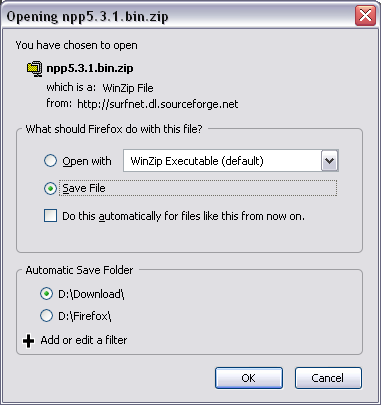 Opening npp5.3.1.bin.zip
You have chosen to open
npp5.3.1.bin.zip
which is a: WinZip File
from: http://surfnet.dl.sourceforge.net
What should Firefox do with this file?
Open with WinZip Executable (default)
Save File
Do this automatically for files like this from now on.
Automatic Save Folder
D:\Download\
D:\Firefox\
Add or edit a filter
OK Cancel